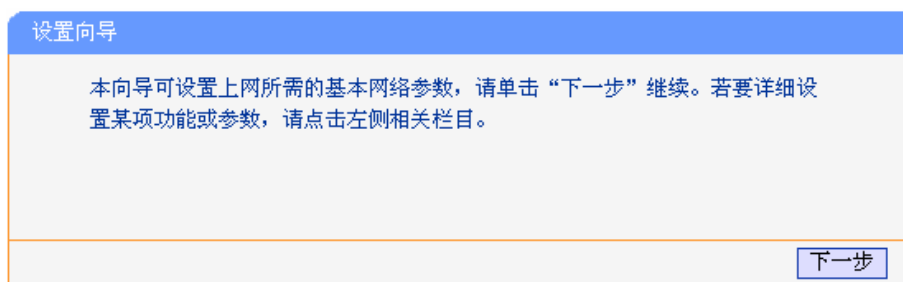 设置向导
本向导可设置上网所需的基本网络参数，请单击“下一步”继续。若要详细设
置某项功能或参数，请点击左侧相关栏目。
下一步